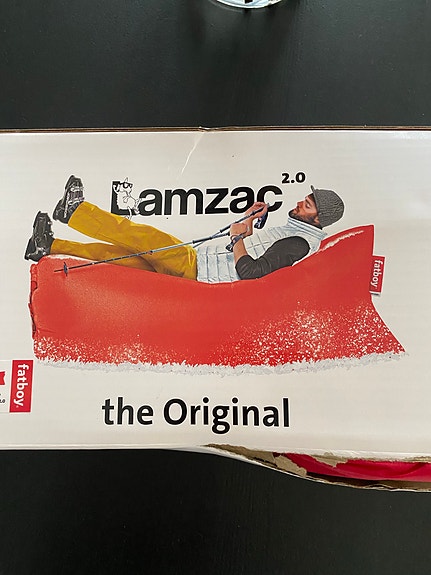 Lamzac 2.0
fatboy.
fatboy.
the Original